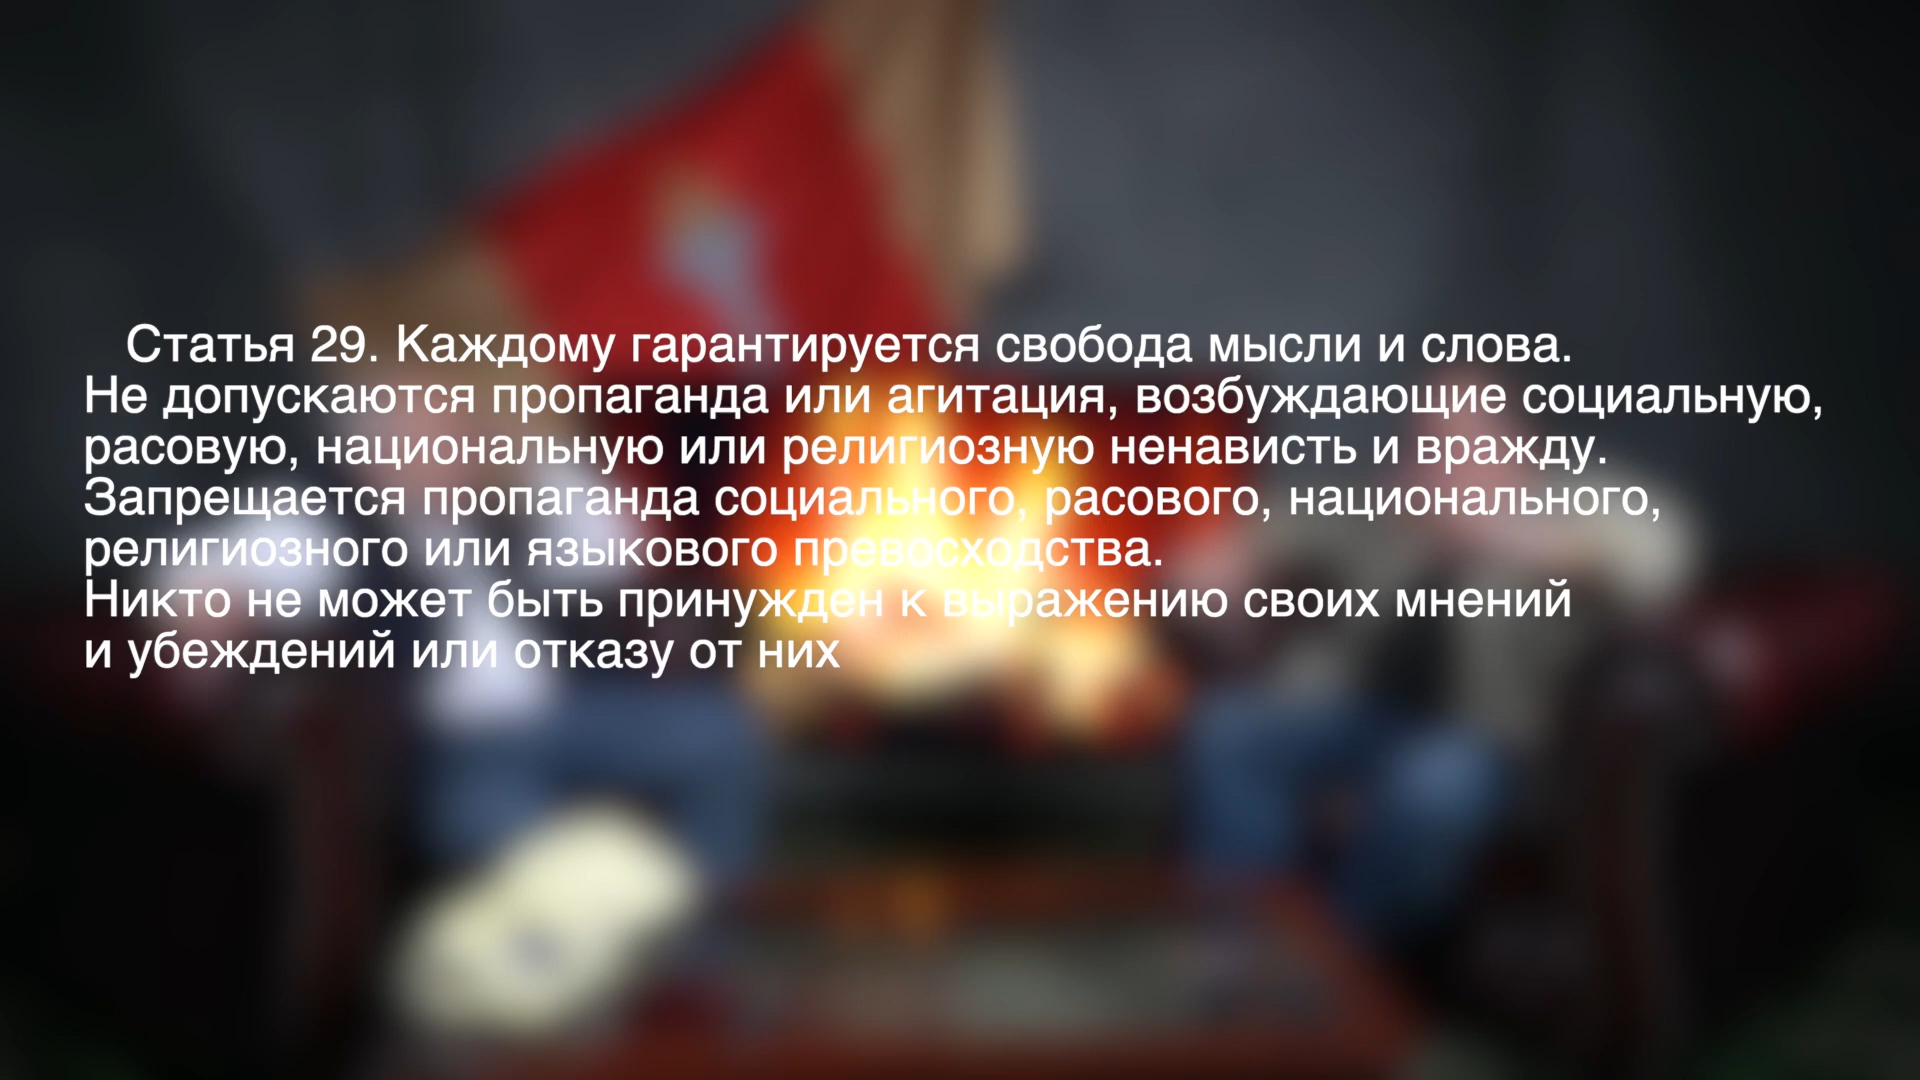 Статья 29. Каждому гарантируется свобода мысли и слова.
Не допускаются пропаганда или агитация, возбуждающие социальную,
расовую, национальную или религиозную ненависть и вражду.
Запрещается пропаганда социального, расового, национального,
религиозного или языкового превосходства.
Никто не может быть принужден к выражению своих мнений
и убеждений или отказу от них